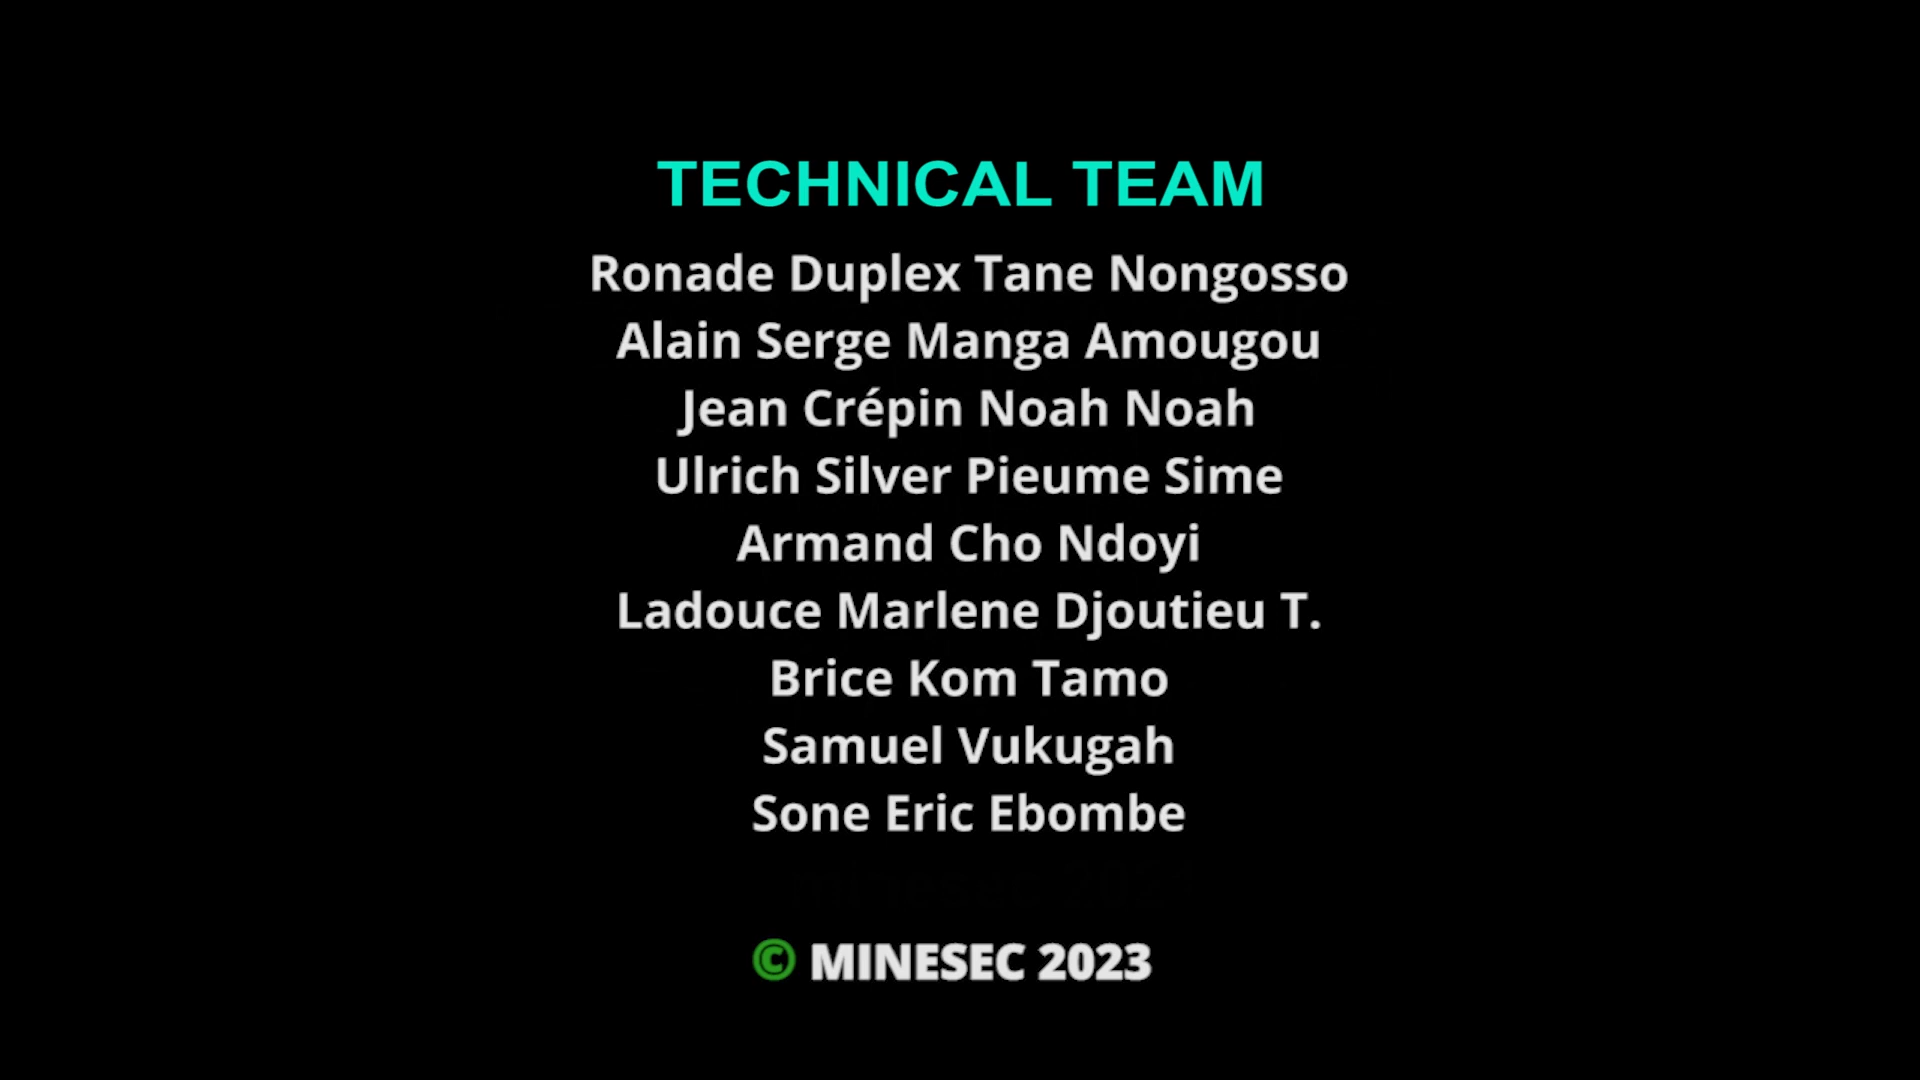 TECHNICAL TEAM
Ronade Duplex Tane Nongosso
Alain Serge Manga Amougou
Jean Crépin Noah Noah
Ulrich Silver Pieume Sime
Armand Cho Ndoyi
Ladouce Marlene Djoutieu T.
Brice Kom Tamo
Samuel Vukugah
Sone Eric Ebombe
© MINESEC 2023